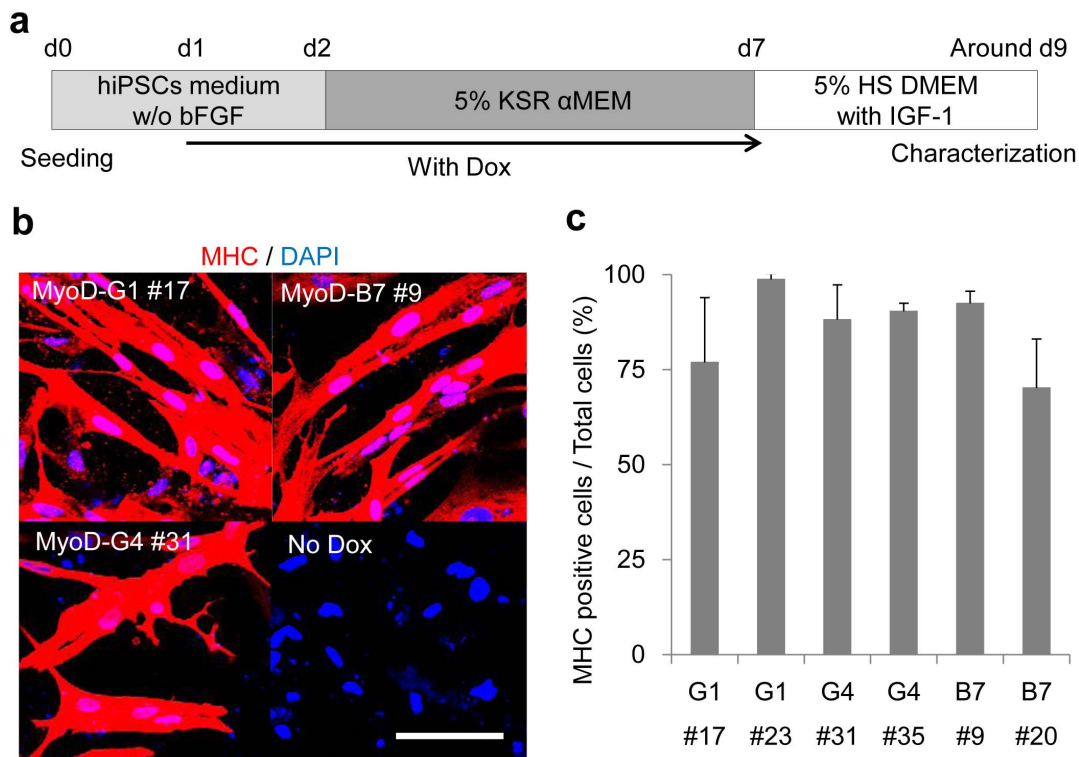 a
d0 d1 d2 d7 Around d9
hiPSCs medium
w/o bFGF
5% KSR αMEM
5% HS DMEM
with IGF-1
Seeding
With Dox
Characterization
b
MHC / DAPI
MyoD-G1 #17
MyoD-B7 #9
MyoD-G4 #31
No Dox
c
MHC positive cells / Total cells (%)
100
75
50
25
0
G1 G1 G4 G4 B7 B7
#17 #23 #31 #35 #9 #20